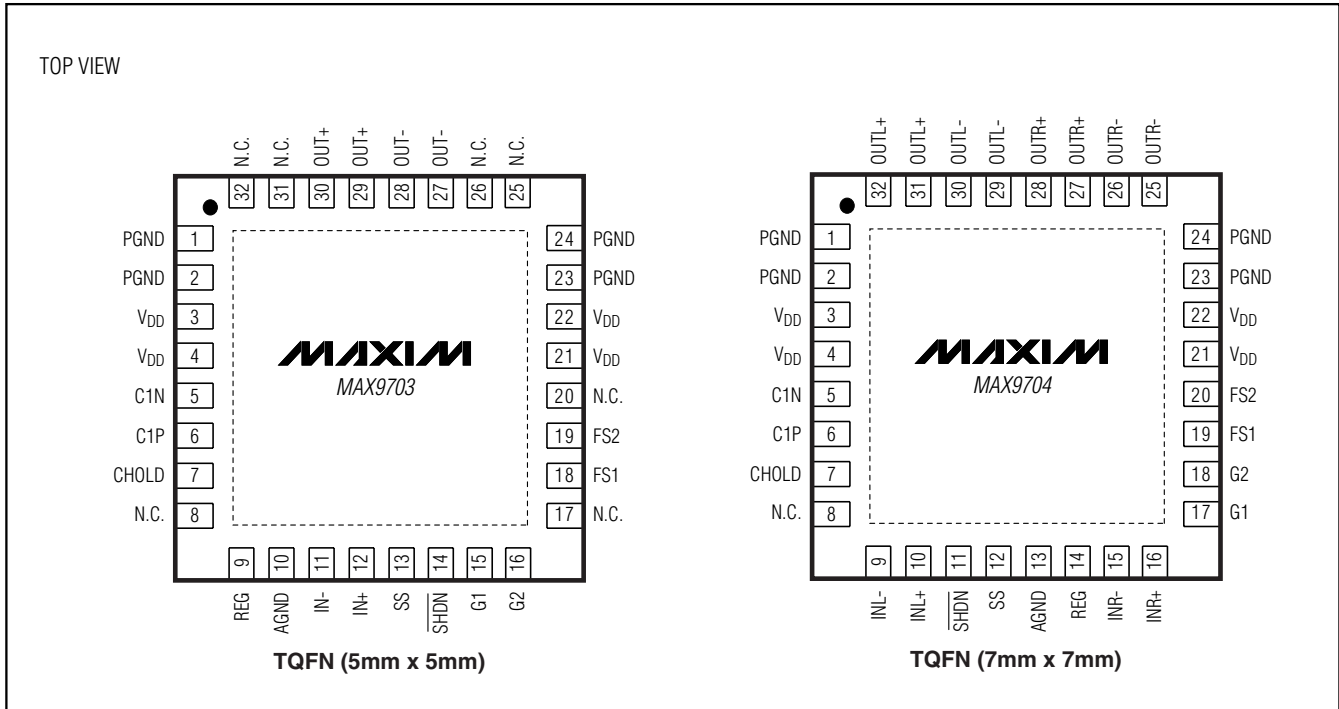 TOP VIEW
N.C.
N.C.
OUT+
OUT+
OUT-
OUT-
N.C.
N.C.
32
31
30
29
28
27
26
25
PGND 1
PGND 2
VDD 3
VDD 4
C1N 5
C1P 6
CHOLD 7
N.C. 8
MAXIM
MAX9703
24 PGND
23 PGND
22 VDD
21 VDD
20 N.C.
19 FS2
18 FS1
17 N.C.
9
10
11
12
13
14
15
16
REG
AGND
IN-
IN+
SS
SHDN
G1
G2
TQFN (5mm x 5mm)
OUTL+
OUTL+
OUTL-
OUTL-
OUTR+
OUTR+
OUTR-
OUTR-
32
31
30
29
28
27
26
25
PGND 1
PGND 2
VDD 3
VDD 4
C1N 5
C1P 6
CHOLD 7
N.C. 8
MAXIM
MAX9704
24 PGND
23 PGND
22 VDD
21 VDD
20 FS2
19 FS1
18 G2
17 G1
9
10
11
12
13
14
15
16
INL-
INL+
SHDN
SS
AGND
REG
INR-
INR+
TQFN (7mm x 7mm)